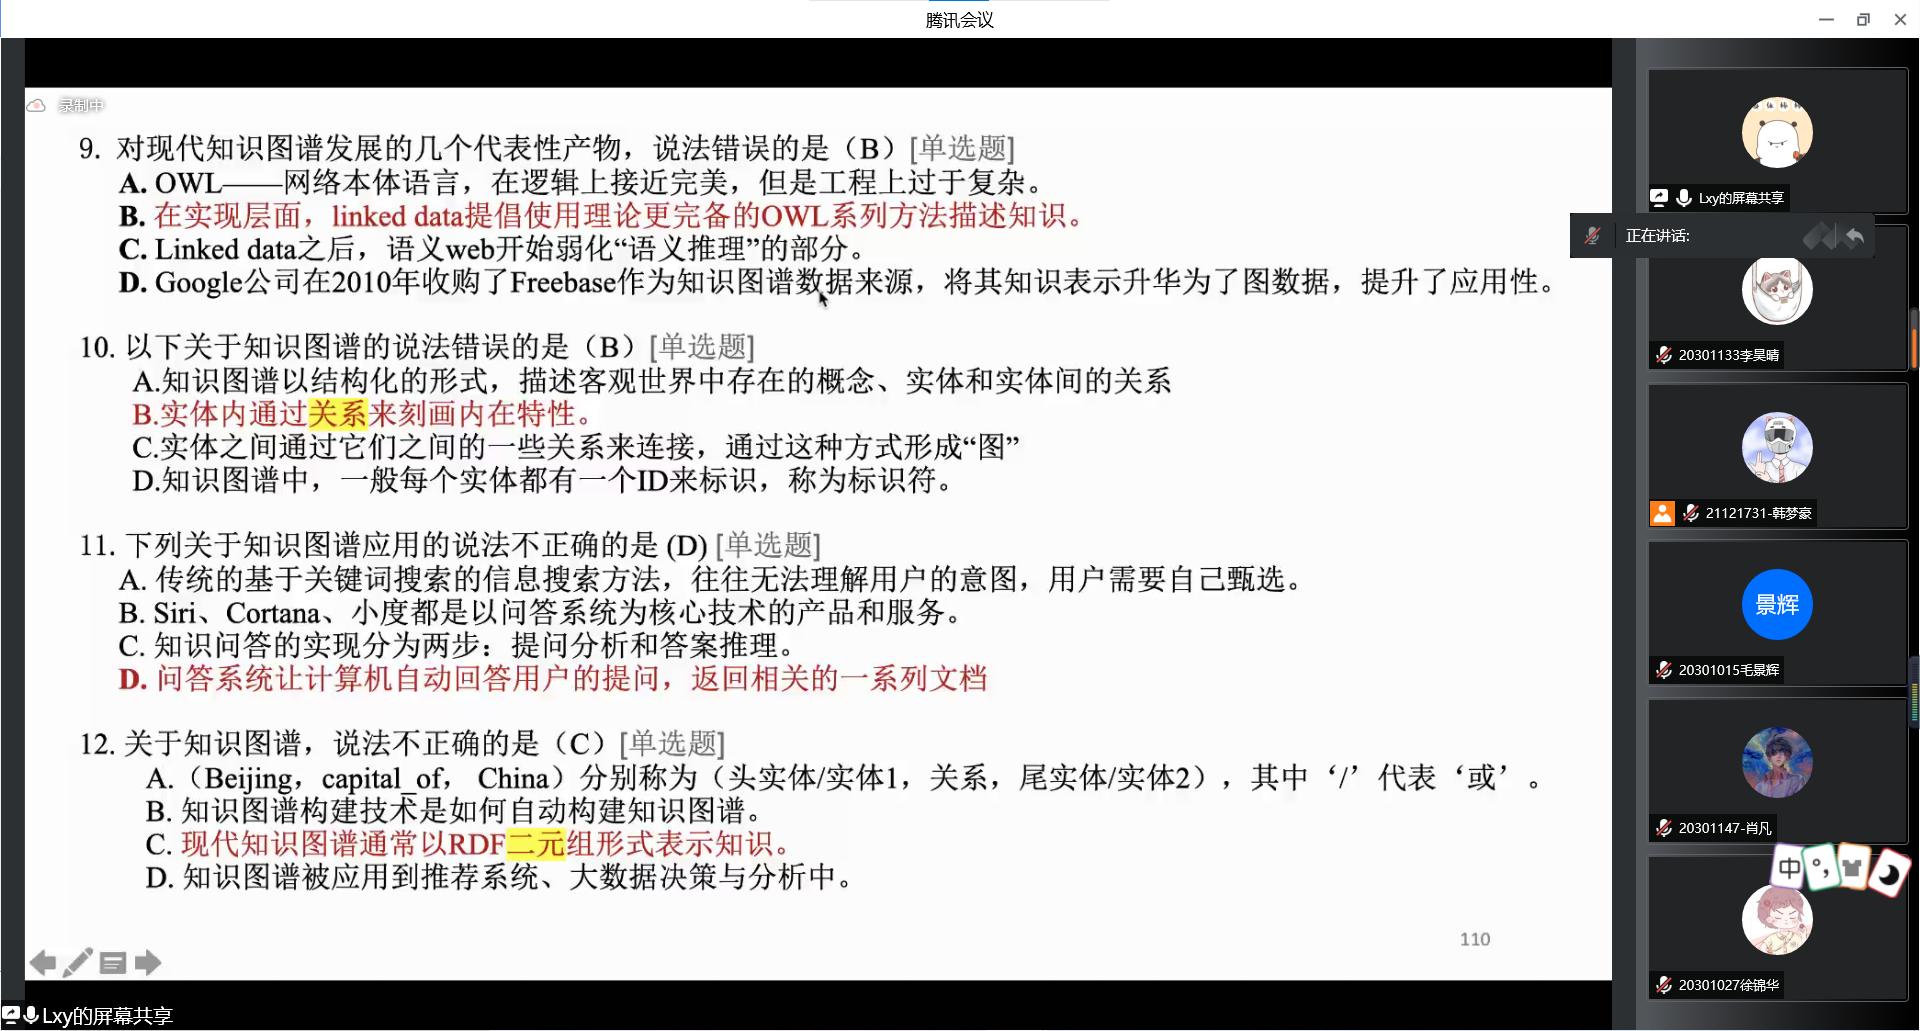 腾讯会议
录制中
9. 对现代知识图谱发展的几个代表性产物，说法错误的是（B）[单选题]
A. OWL——网络本体语言，在逻辑上接近完美，但是工程上过于复杂。
B. 在实现层面，linked data提倡使用理论更完备的OWL系列方法描述知识。
C. Linked data之后，语义web开始弱化“语义推理”的部分。
D. Google公司在2010年收购了Freebase作为知识图谱数据来源，将其知识表示升华为了图数据，提升了应用性。
10. 以下关于知识图谱的说法错误的是（B）[单选题]
A.知识图谱以结构化的形式，描述客观世界中存在的概念、实体和实体间的关系
B.实体内通过关系来刻画内在特性。
C.实体之间通过它们之间的一些关系来连接，通过这种方式形成“图”
D.知识图谱中，一般每个实体都有一个ID来标识，称为标识符。
11. 下列关于知识图谱应用的说法不正确的是 (D) [单选题]
A. 传统的基于关键词搜索的信息搜索方法，往往无法理解用户的意图，用户需要自己甄选。
B. Siri、Cortana、小度都是以问答系统为核心技术的产品和服务。
C. 知识问答的实现分为两步：提问分析和答案推理。
D. 问答系统让计算机自动回答用户的提问，返回相关的一系列文档
12. 关于知识图谱，说法不正确的是（C）[单选题]
A.（Beijing，capital_of， China）分别称为（头实体/实体1，关系，尾实体/实体2），其中‘/’代表‘或’。
B. 知识图谱构建技术是如何自动构建知识图谱。
C. 现代知识图谱通常以RDF二元组形式表示知识。
D. 知识图谱被应用到推荐系统、大数据决策与分析中。
110
Lxy的屏幕共享
Lxy的屏幕共享
正在讲话:
20301133李昊晴
21121731-韩梦豪
景辉
20301015毛景辉
20301147-肖凡
中
20301027徐锦华